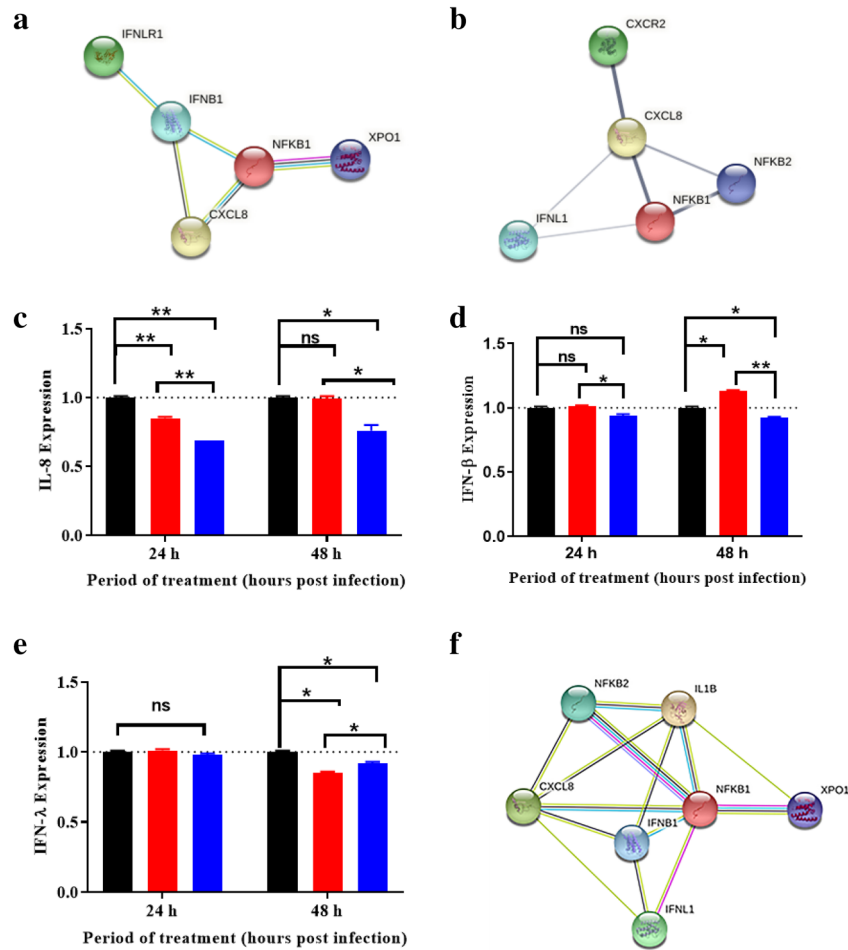 a
IFNLR1
IFNB1
NFKB1
XPO1
CXCL8
b
CXCR2
CXCL8
NFKB2
NFKB1
IFNL1
c
IL-8 Expression
1.5
1.0
0.5
0.0
**
**
**
*
ns
*
24 h
48 h
Period of treatment (hours post infection)
d
IFN-β Expression
1.5
1.0
0.5
0.0
ns
ns
*
*
*
**
24 h
48 h
Period of treatment (hours post infection)
e
IFN-λ Expression
1.5
1.0
0.5
0.0
ns
*
*
*
24 h
48 h
Period of treatment (hours post infection)
f
NFKB2
IL1B
CXCL8
NFKB1
XPO1
IFNB1
IFNL1